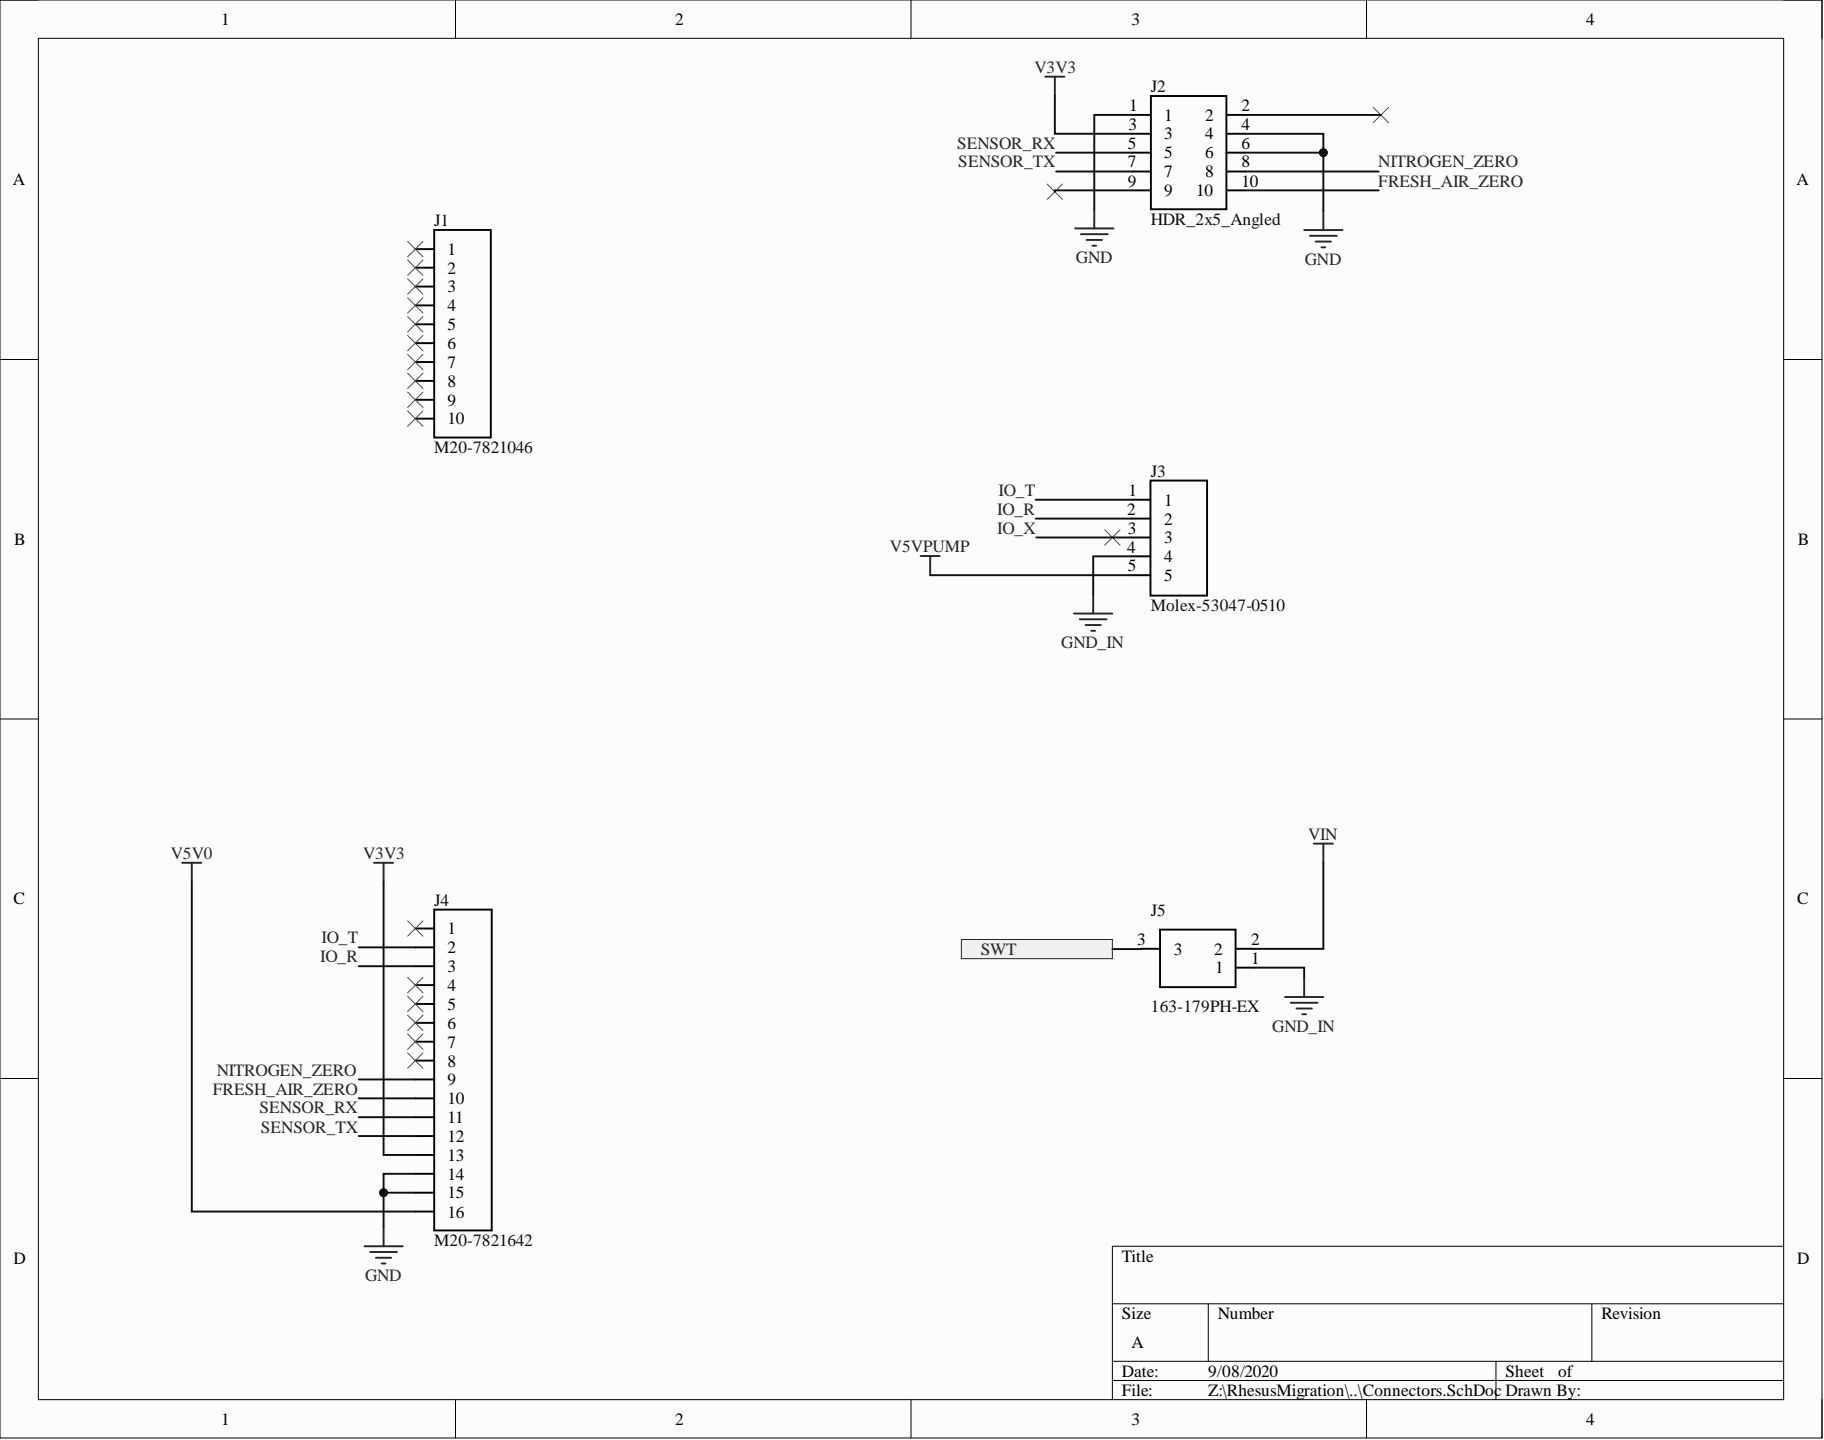 1 2 3 4
A A
B B
C C
D D
1 2 3 4
J1
1
2
3
4
5
6
7
8
9
10
M20-7821046
V3V3
J2
1 1 2 2
3 3 4 4
SENSOR_RX 5 5 6 6
SENSOR_TX 7 7 8 8 NITROGEN_ZERO
9 9 10 10 FRESH_AIR_ZERO
HDR_2x5_Angled
GND GND
J3
IO_T 1 1
IO_R 2 2
IO_X 3 3
V5VPUMP 4 4
5 5
Molex-53047-0510
GND_IN
V5V0 V3V3
J4
1
IO_T 2
IO_R 3
4
5
6
7
8
NITROGEN_ZERO 9
FRESH_AIR_ZERO 10
SENSOR_RX 11
SENSOR_TX 12
13
14
15
16
M20-7821642
GND
VIN
J5
SWT 3 3 2 2
1 1
163-179PH-EX
GND_IN
Title
Size Number Revision
A
Date: 9/08/2020 Sheet of
File: Z:\RhesusMigration\..\Connectors.SchDoc Drawn By: